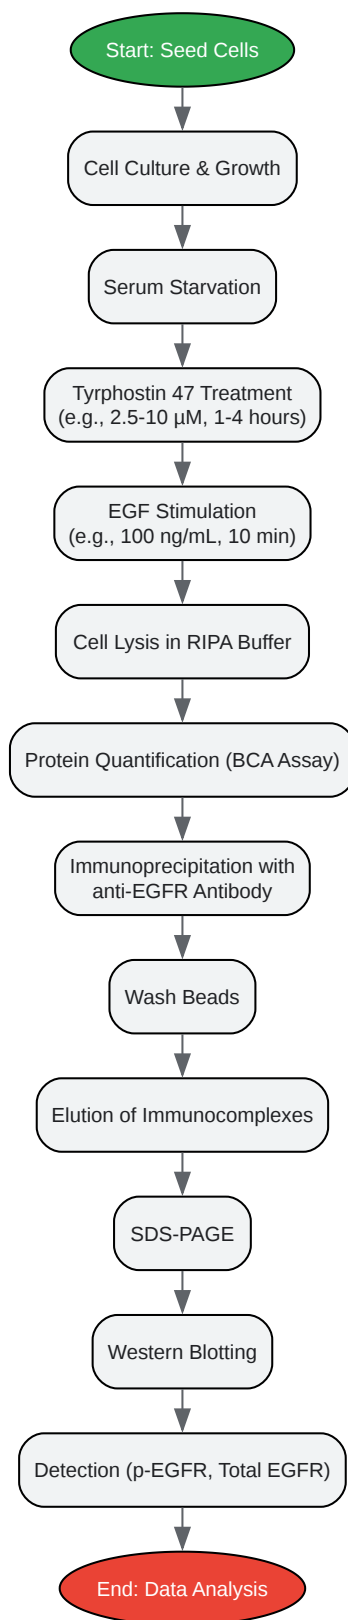 Start: Seed Cells
Cell Culture & Growth
Serum Starvation
Tyrphostin 47 Treatment
(e.g., 2.5-10 µM, 1-4 hours)
EGF Stimulation
(e.g., 100 ng/mL, 10 min)
Cell Lysis in RIPA Buffer
Protein Quantification (BCA Assay)
Immunoprecipitation with
anti-EGFR Antibody
Wash Beads
Elution of Immunocomplexes
SDS-PAGE
Western Blotting
Detection (p-EGFR, Total EGFR)
End: Data Analysis